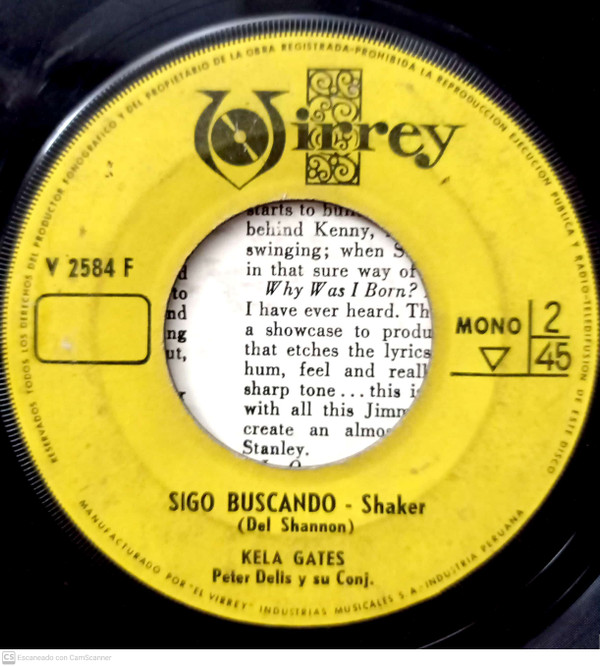 RESERVADOS TODOS LOS DERECHOS DEL PRODUCTOR FONOGRAFICO Y DEL PROPIETARIO DE LA OBRA REGISTRADA-PROHIBIDA LA REPRODUCCION EJECUCION PUBLICA Y RADIO-TELEDIFUSION DE ESTE DISCO
Virrey
starts to
behind Kenny,
swinging; when S
in that sure way of
Why Was I Born?
I have ever heard. Th
a showcase to produ
that etches the lyrics
hum, feel and reall
sharp tone... this i
with all this Jimm
create an almo
Stanley.
d
to
nd
ng
ut,
V 2584 F
MONO 2
45
SIGO BUSCANDO - Shaker
(Del Shannon)
KELA GATES
Peter Delis y su Conj.
MANUFACTURADO POR "EL VIRREY" INDUSTRIAS MUSICALES S.A.-INDUSTRIA PERUANA
CS Escaneado con CamScanner